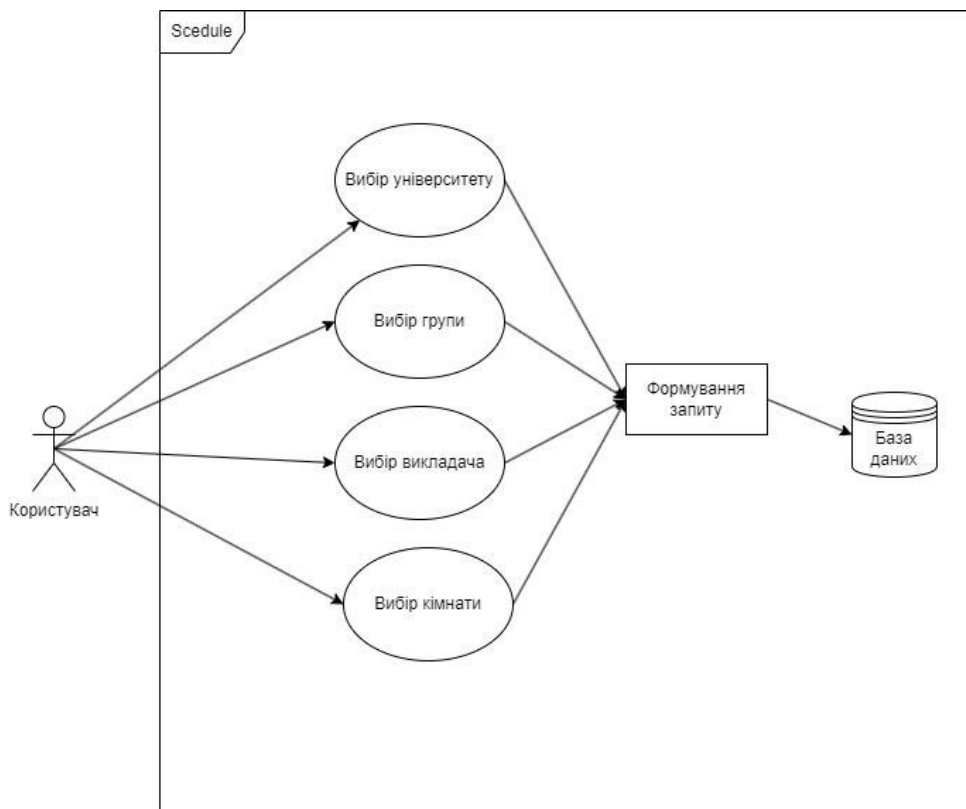 Scedule
Вибір університету
Вибір групи
Вибір викладача
Вибір кімнати
Користувач
Формування
запиту
База
даних